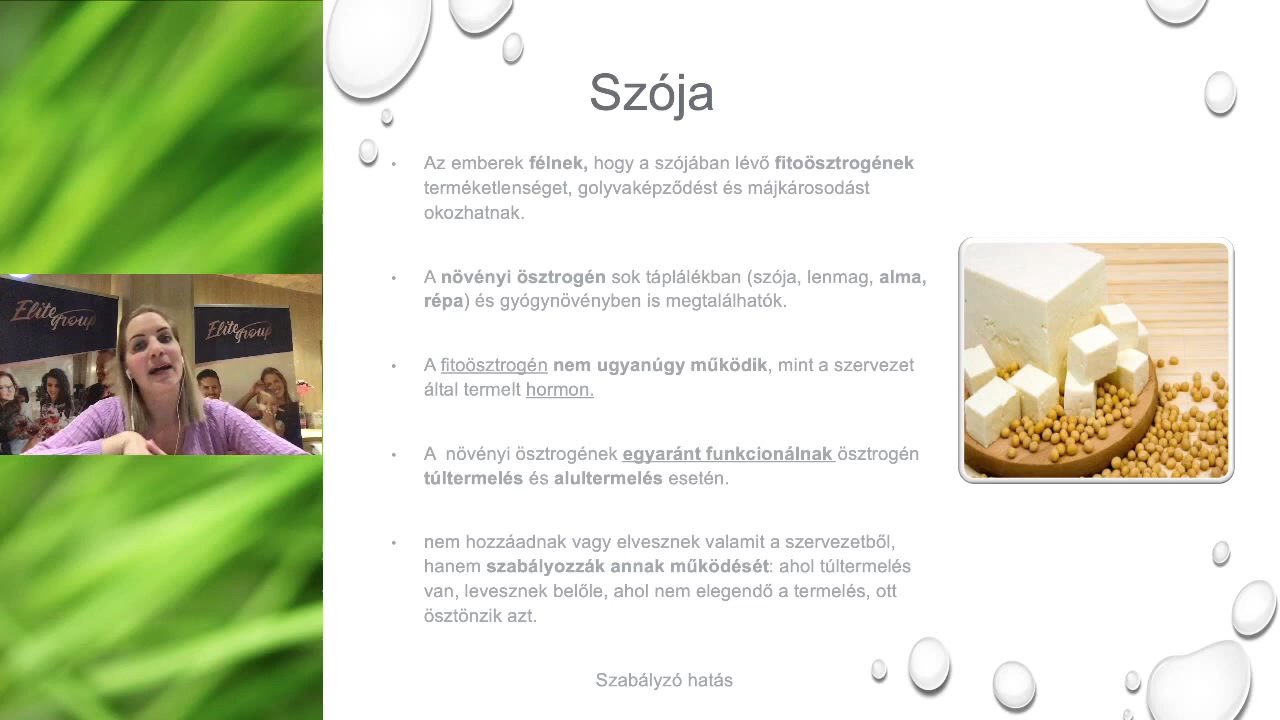 Szója
• Az emberek félnek, hogy a szójában lévő fitoösztrogének
terméketlenséget, golyvaképződést és májkárosodást
okozhatnak.
• A növényi ösztrogén sok táplálékban (szója, lenmag, alma,
répa) és gyógynövényben is megtalálhatók.
• A fitoösztrogén nem ugyanúgy működik, mint a szervezet
által termelt hormon.
• A növényi ösztrogének egyaránt funkcionálnak ösztrogén
túltermelés és alultermelés esetén.
• nem hozzáadnak vagy elvesznek valamit a szervezetből,
hanem szabályozzák annak működését: ahol túltermelés
van, levesznek belőle, ahol nem elegendő a termelés, ott
ösztönzik azt.
Szabályzó hatás
Elite
group
Elite
group